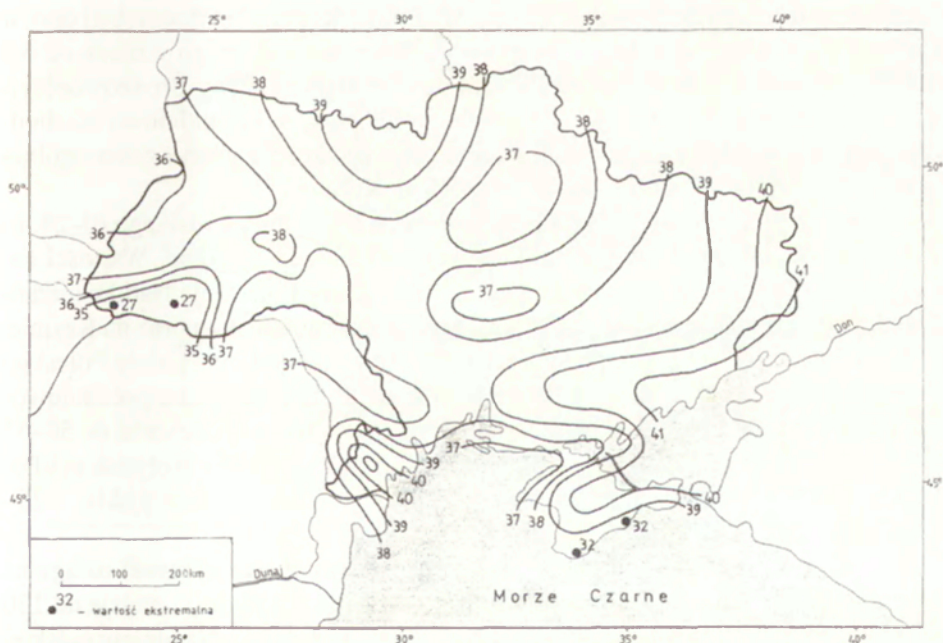 25° 30° 35° 40°
37 38 39 39 38
38
36 37 38 39 40
50° 50°
36 38 41
37 37
36 27 27
35
35 36 37 37 Don
41
37 39
40
45° 40 37 38 40 45°
39 39
38 32
32
0 100 200km
Dunaj
32 – wartość ekstremalna
Morze Czarne
25° 30° 35° 40°